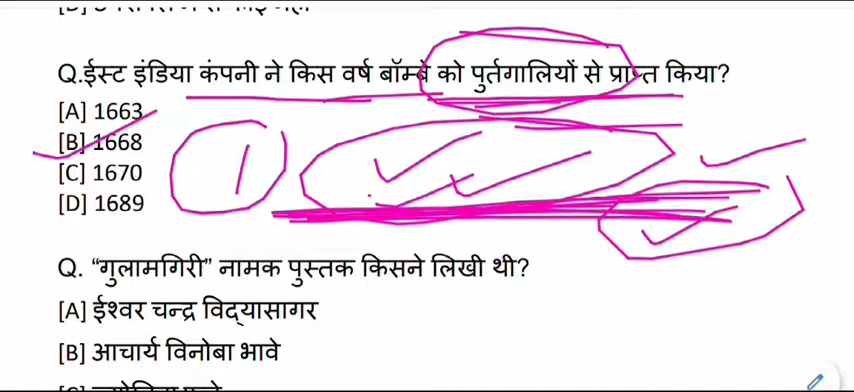 Q.ईस्ट इंडिया कंपनी ने किस वर्ष बॉम्बे को पुर्तगालियों से प्राप्त किया?
[A] 1663
[B] 1668
[C] 1670
[D] 1689
Q. “गुलामगिरी” नामक पुस्तक किसने लिखी थी?
[A] ईश्वर चन्द्र विद्यासागर
[B] आचार्य विनोबा भावे